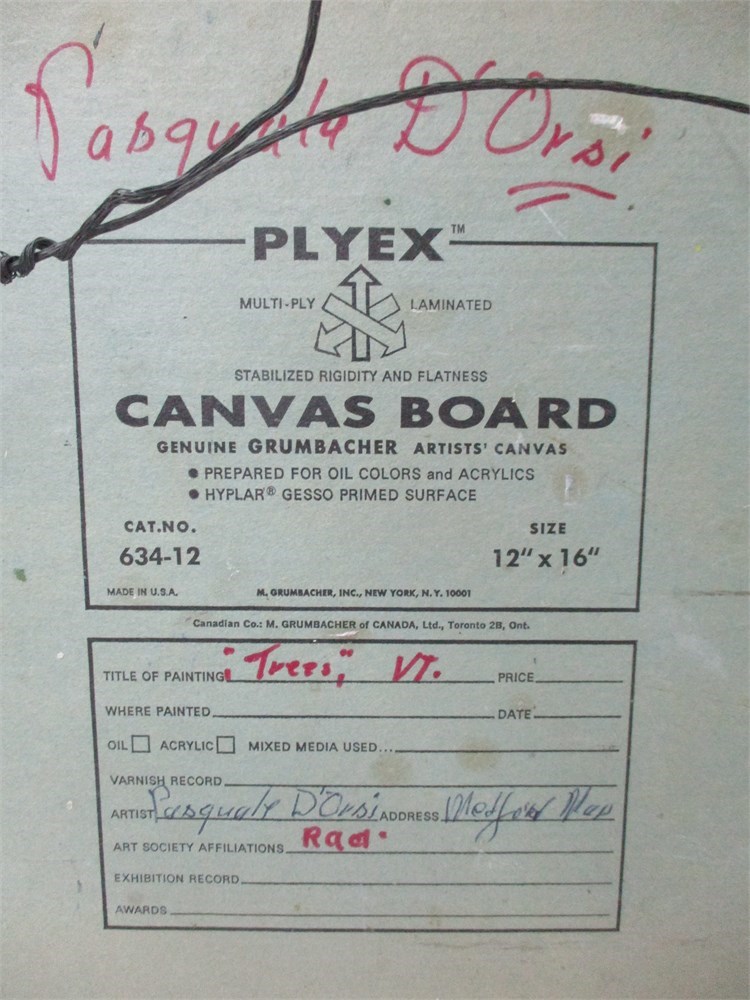 Pasquale D'Orsi
PLYEX™
MULTI-PLY LAMINATED
STABILIZED RIGIDITY AND FLATNESS
CANVAS BOARD
GENUINE GRUMBACHER ARTISTS' CANVAS
● PREPARED FOR OIL COLORS and ACRYLICS
● HYPLAR® GESSO PRIMED SURFACE
CAT.NO. SIZE
634-12 12" x 16"
MADE IN U.S.A. M. GRUMBACHER, INC., NEW YORK, N.Y. 10001
Canadian Co.: M. GRUMBACHER of CANADA, Ltd., Toronto 2B, Ont.
TITLE OF PAINTING "Trees," VT. PRICE
WHERE PAINTED DATE
OIL ACRYLIC MIXED MEDIA USED...
VARNISH RECORD
ARTIST Pasquale D'Orsi ADDRESS Medford
ART SOCIETY AFFILIATIONS
EXHIBITION RECORD
AWARDS